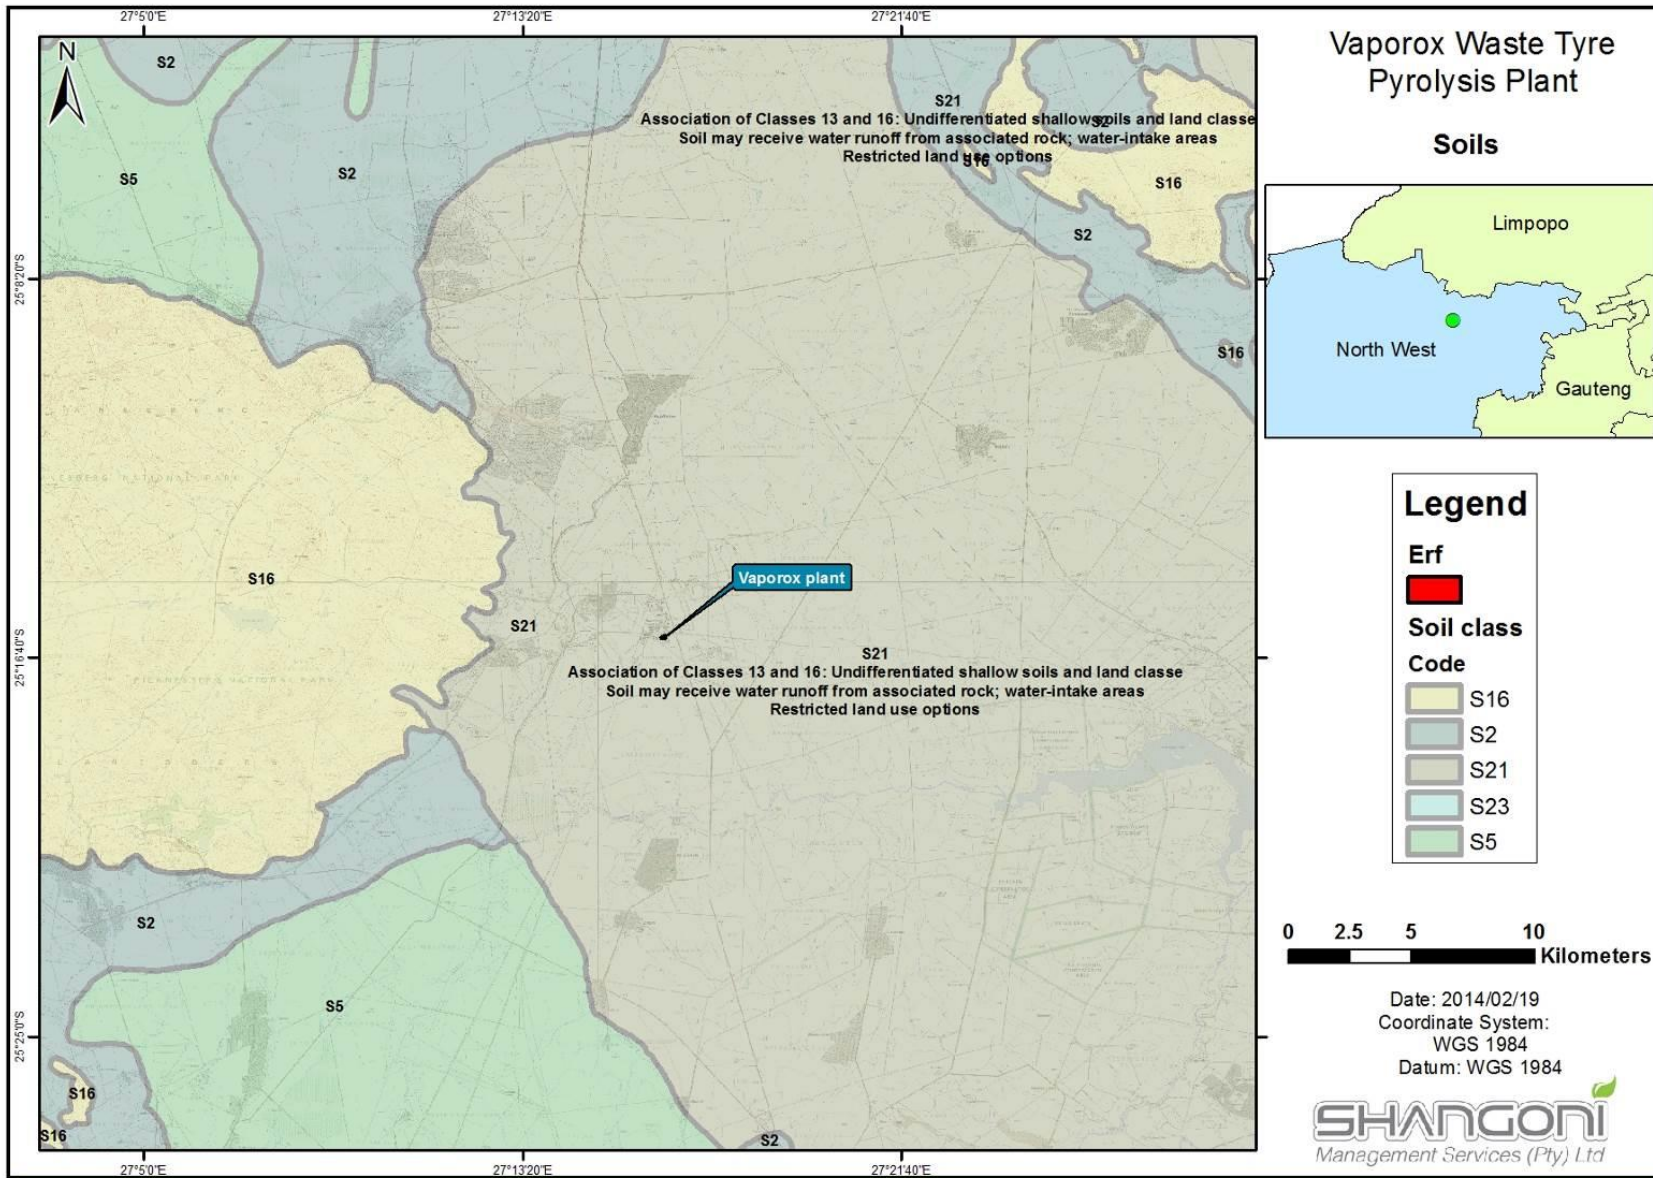 27°5'0"E
27°13'20"E
27°21'40"E
N
S2
S5
S2
S21
Association of Classes 13 and 16: Undifferentiated shallow soils and land classe
Soil may receive water runoff from associated rock; water-intake areas
Restricted land use options
S2
S16
S16
S2
S16
25°8'20"S
S16
Vaporox plant
S21
S21
Association of Classes 13 and 16: Undifferentiated shallow soils and land classe
Soil may receive water runoff from associated rock; water-intake areas
Restricted land use options
25°16'40"S
S2
S5
25°25'0"S
S16
S16
S2
27°5'0"E
27°13'20"E
27°21'40"E
Vaporox Waste Tyre
Pyrolysis Plant
Soils
Limpopo
North West
Gauteng
Legend
Erf
Soil class
Code
S16
S2
S21
S23
S5
0 2.5 5 10
Kilometers
Date: 2014/02/19
Coordinate System:
WGS 1984
Datum: WGS 1984
SHANGONI
Management Services (Pty) Ltd